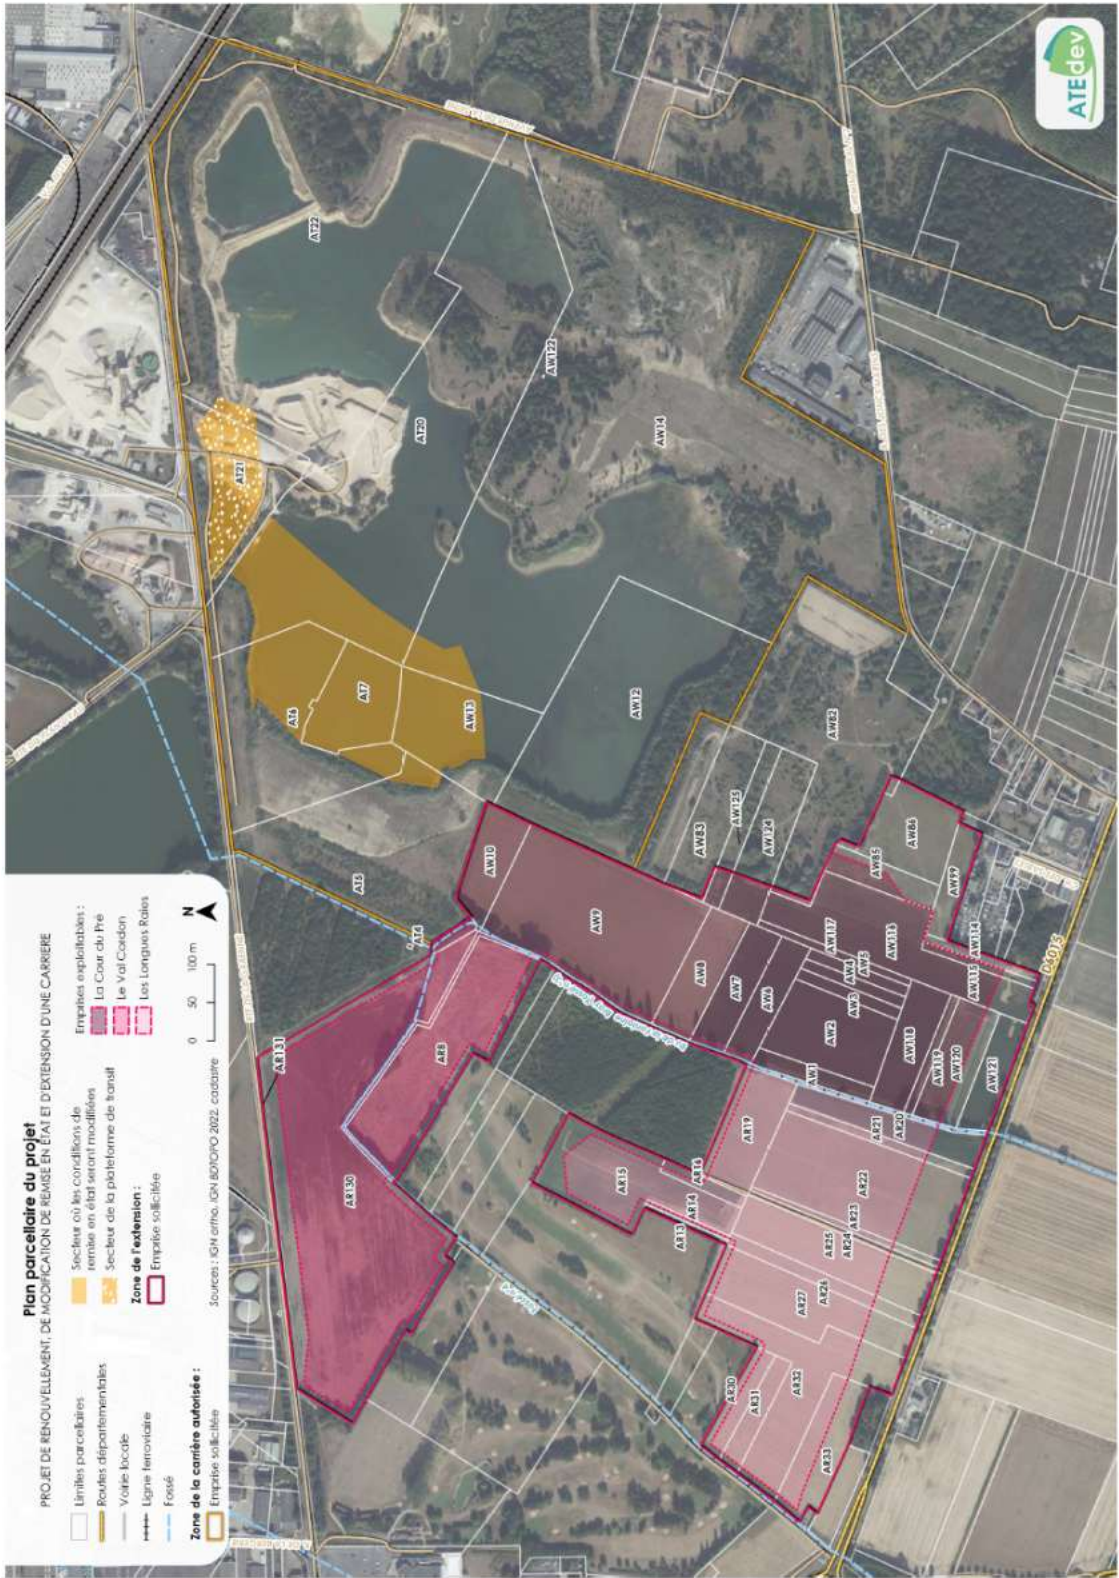 Plan parcellaire du projet
PROJET DE RENOUVELLEMENT, DE MODIFICATION DE REMISE EN ÉTAT ET D'EXTENSION D'UNE CARRIERE
Limites parcellaires
Routes départementales
Voirie locale
Ligne ferroviaire
Fossé
Zone de la carrière autorisée :
Emprise sollicitée
Secteur où les conditions de
remise en état seront modifiées
Secteur de la plateforme de transit
Zone de l'extension :
Emprise sollicitée
Emprises exploitables :
La Cour du Pré
Le Val Cordon
Les Longues Raies
0 50 100 m
N
Sources : IGN ortho, IGN BDTOPO 2022, cadastre
ATEdev
AT22
AT21
AT20
AW122
AW14
AT6
AT7
AW13
AW12
AT5
AT4
AW10
AW9
AW8
AW7
AW6
AW83
AW125
AW124
AW82
AW85
AW86
AW99
AW117
AW116
AW4
AW5
AW3
AW2
AW1
AW118
AW119
AW120
AW121
AW115
AW114
AR131
AR130
AR8
AR19
AR21
AR20
AR22
AR23
AR24
AR25
AR26
AR27
AR15
AR16
AR14
AR13
AR30
AR31
AR32
AR33
D4075